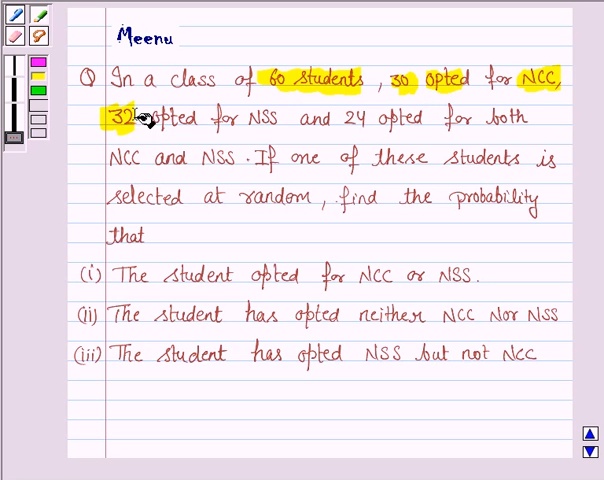 Meenu
Q In a class of 60 students, 30 opted for NCC,
32 opted for NSS and 24 opted for both
NCC and NSS. If one of these students is
selected at random, find the probability
that
(i) The student opted for NCC or NSS.
(ii) The student has opted neither NCC Nor NSS
(iii) The student has opted NSS but not NCC